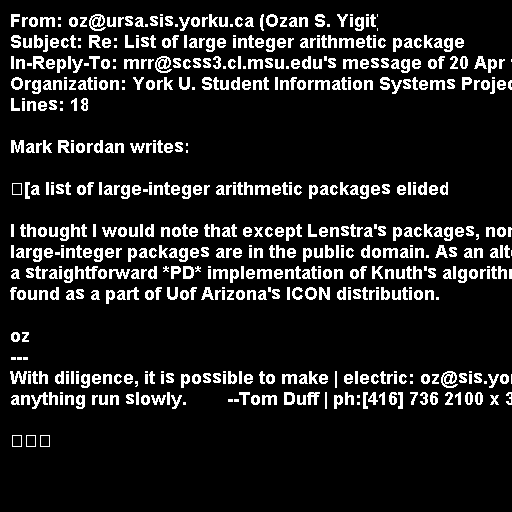 From: oz@ursa.sis.yorku.ca (Ozan S. Yigit
Subject: Re: List of large integer arithmetic package
In-Reply-To: mrr@scss3.cl.msu.edu's message of 20 Apr
Organization: York U. Student Information Systems Projec
Lines: 18
Mark Riordan writes:
[a list of large-integer arithmetic packages elided
I thought I would note that except Lenstra's packages, non
large-integer packages are in the public domain. As an alt
a straightforward *PD* implementation of Knuth's algorithm
found as a part of Uof Arizona's ICON distribution.
oz
---
With diligence, it is possible to make | electric: oz@sis.yor
anything run slowly. --Tom Duff | ph:[416] 736 2100 x 3